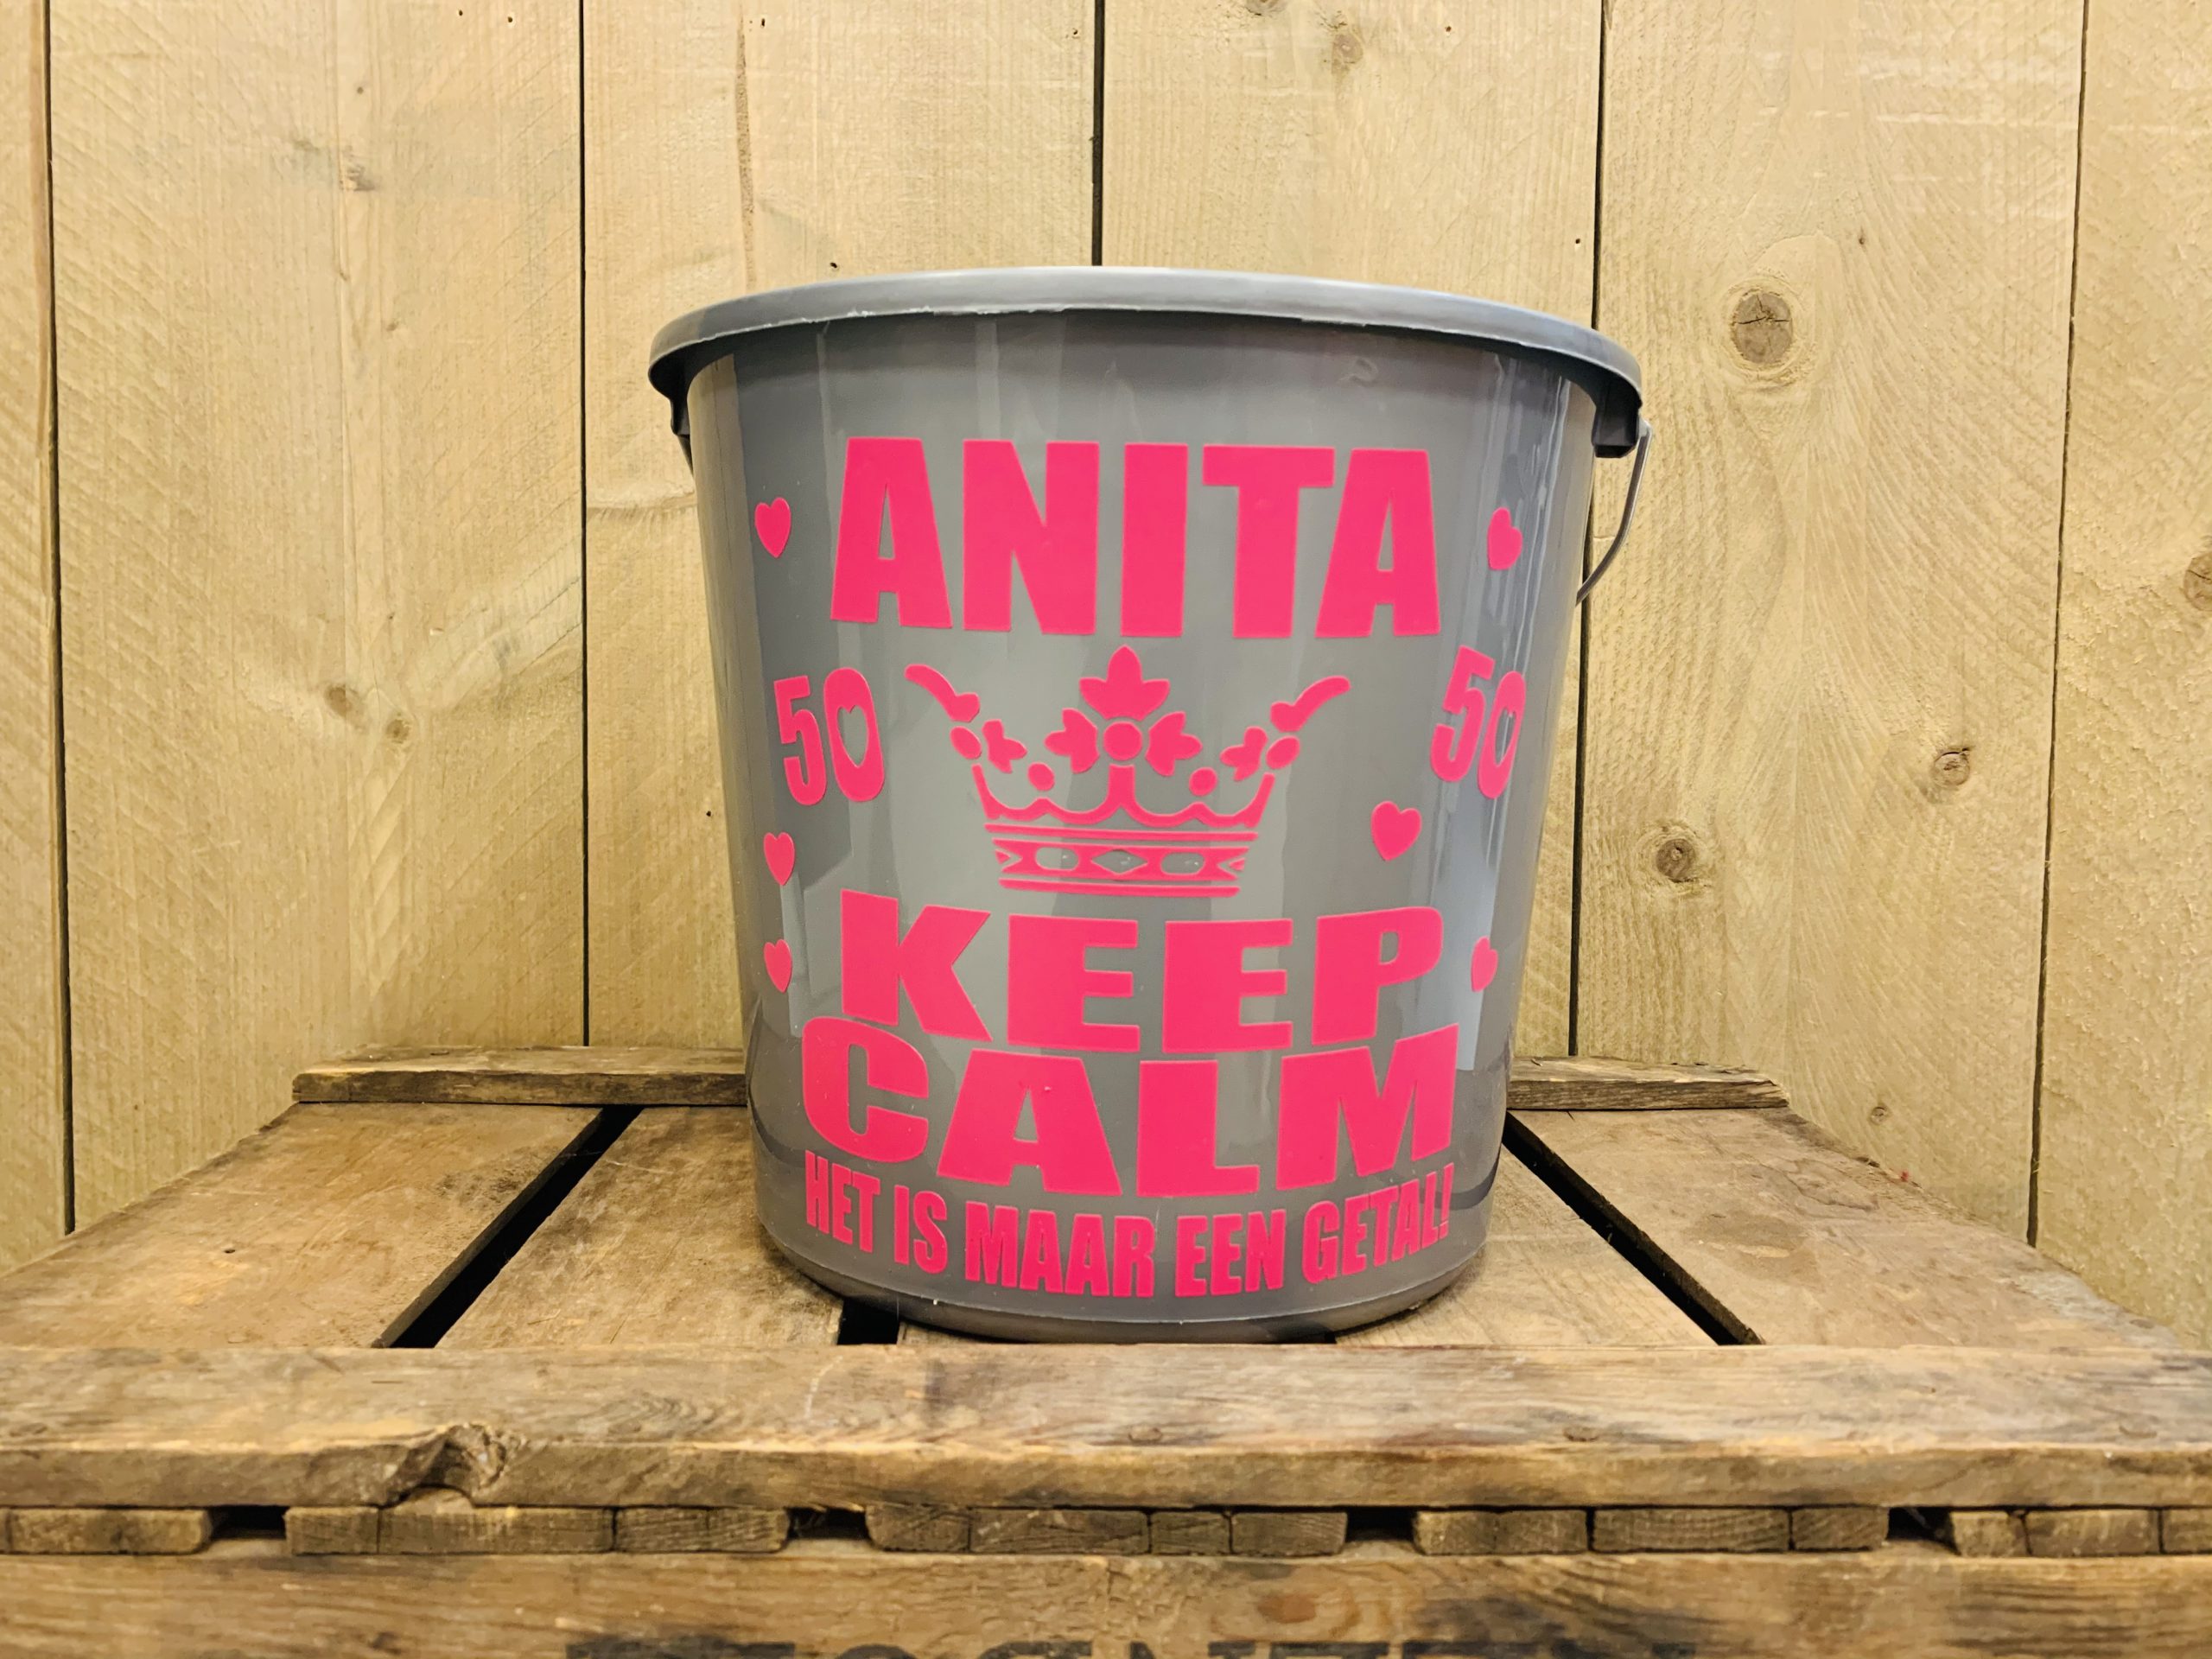 ANITA
50 50
KEEP
CALM
HET IS MAAR EEN GETAL!